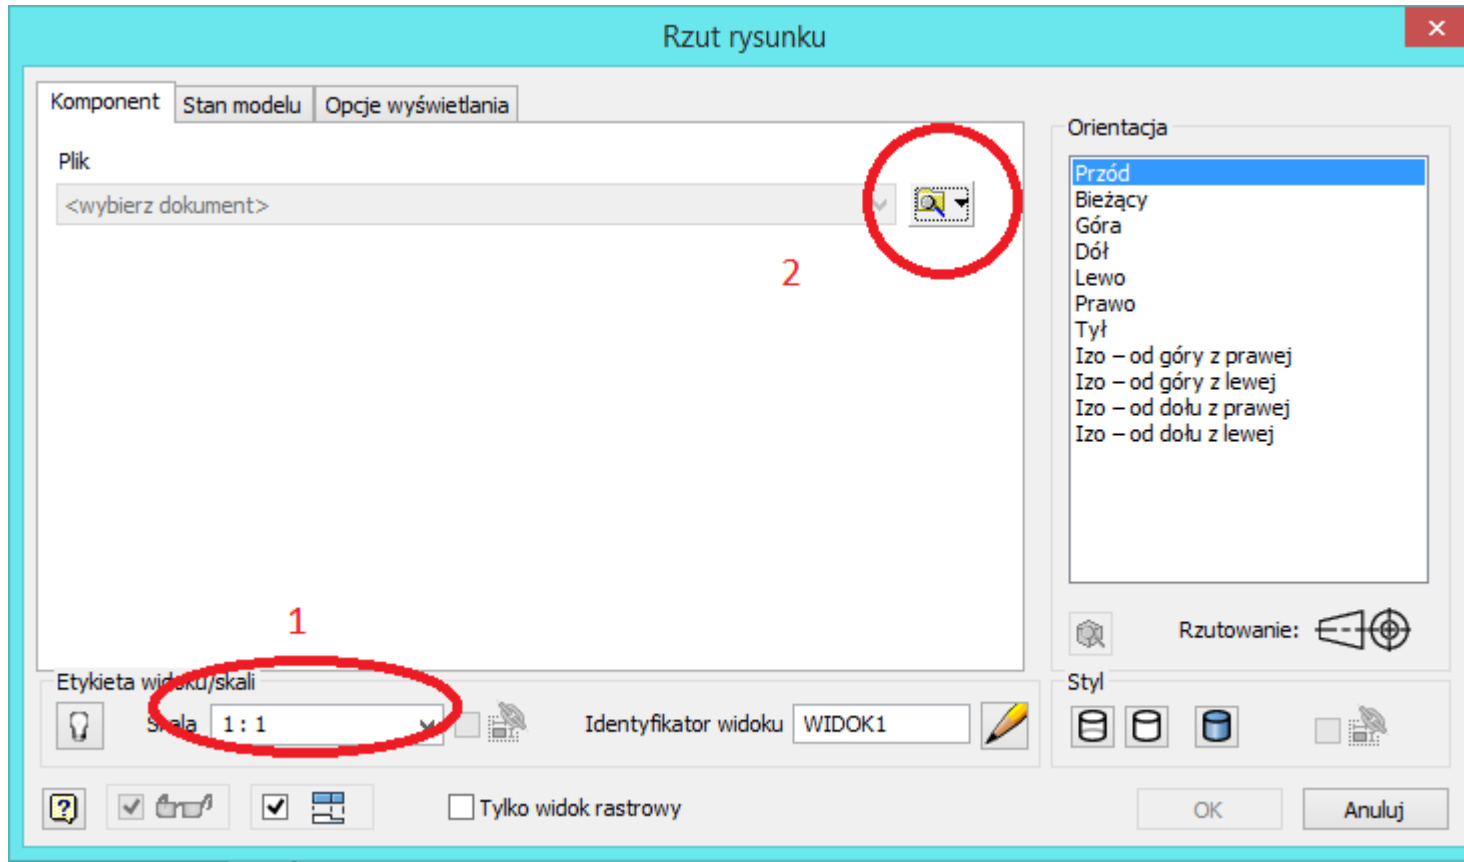 Rzut rysunku
Komponent Stan modelu Opcje wyświetlania
Plik
<wybierz dokument>
2
1
Etykieta widoku/skali
Skala 1 : 1
Identyfikator widoku WIDOK1
Tylko widok rastrowy
Orientacja
Przód
Bieżący
Góra
Dół
Lewo
Prawo
Tył
Izo – od góry z prawej
Izo – od góry z lewej
Izo – od dołu z prawej
Izo – od dołu z lewej
Rzutowanie:
Styl
OK Anuluj